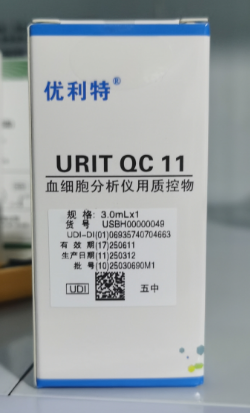 优利特®
URIT QC 11
血细胞分析仪用质控物
规 格: 3.0mLx1
货 号 USBH00000049
UDI-DI(01)06935740704663
有 效 期(17)250611
生产日期(11)250312
批 号(10)25030690M1
UDI 五中